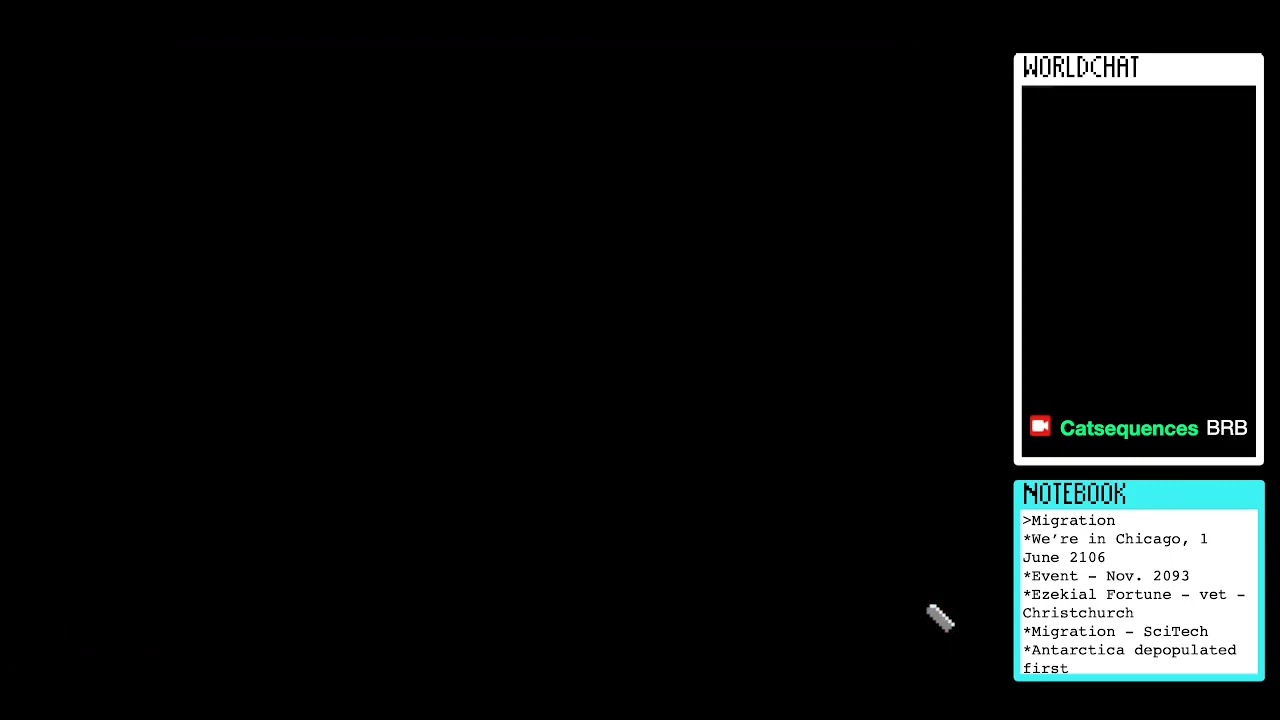 WORLDCHAT
Catsequences BRB
NOTEBOOK
>Migration
*We're in Chicago, 1
June 2106
*Event - Nov. 2093
*Ezekial Fortune - vet -
Christchurch
*Migration - SciTech
*Antarctica depopulated
first